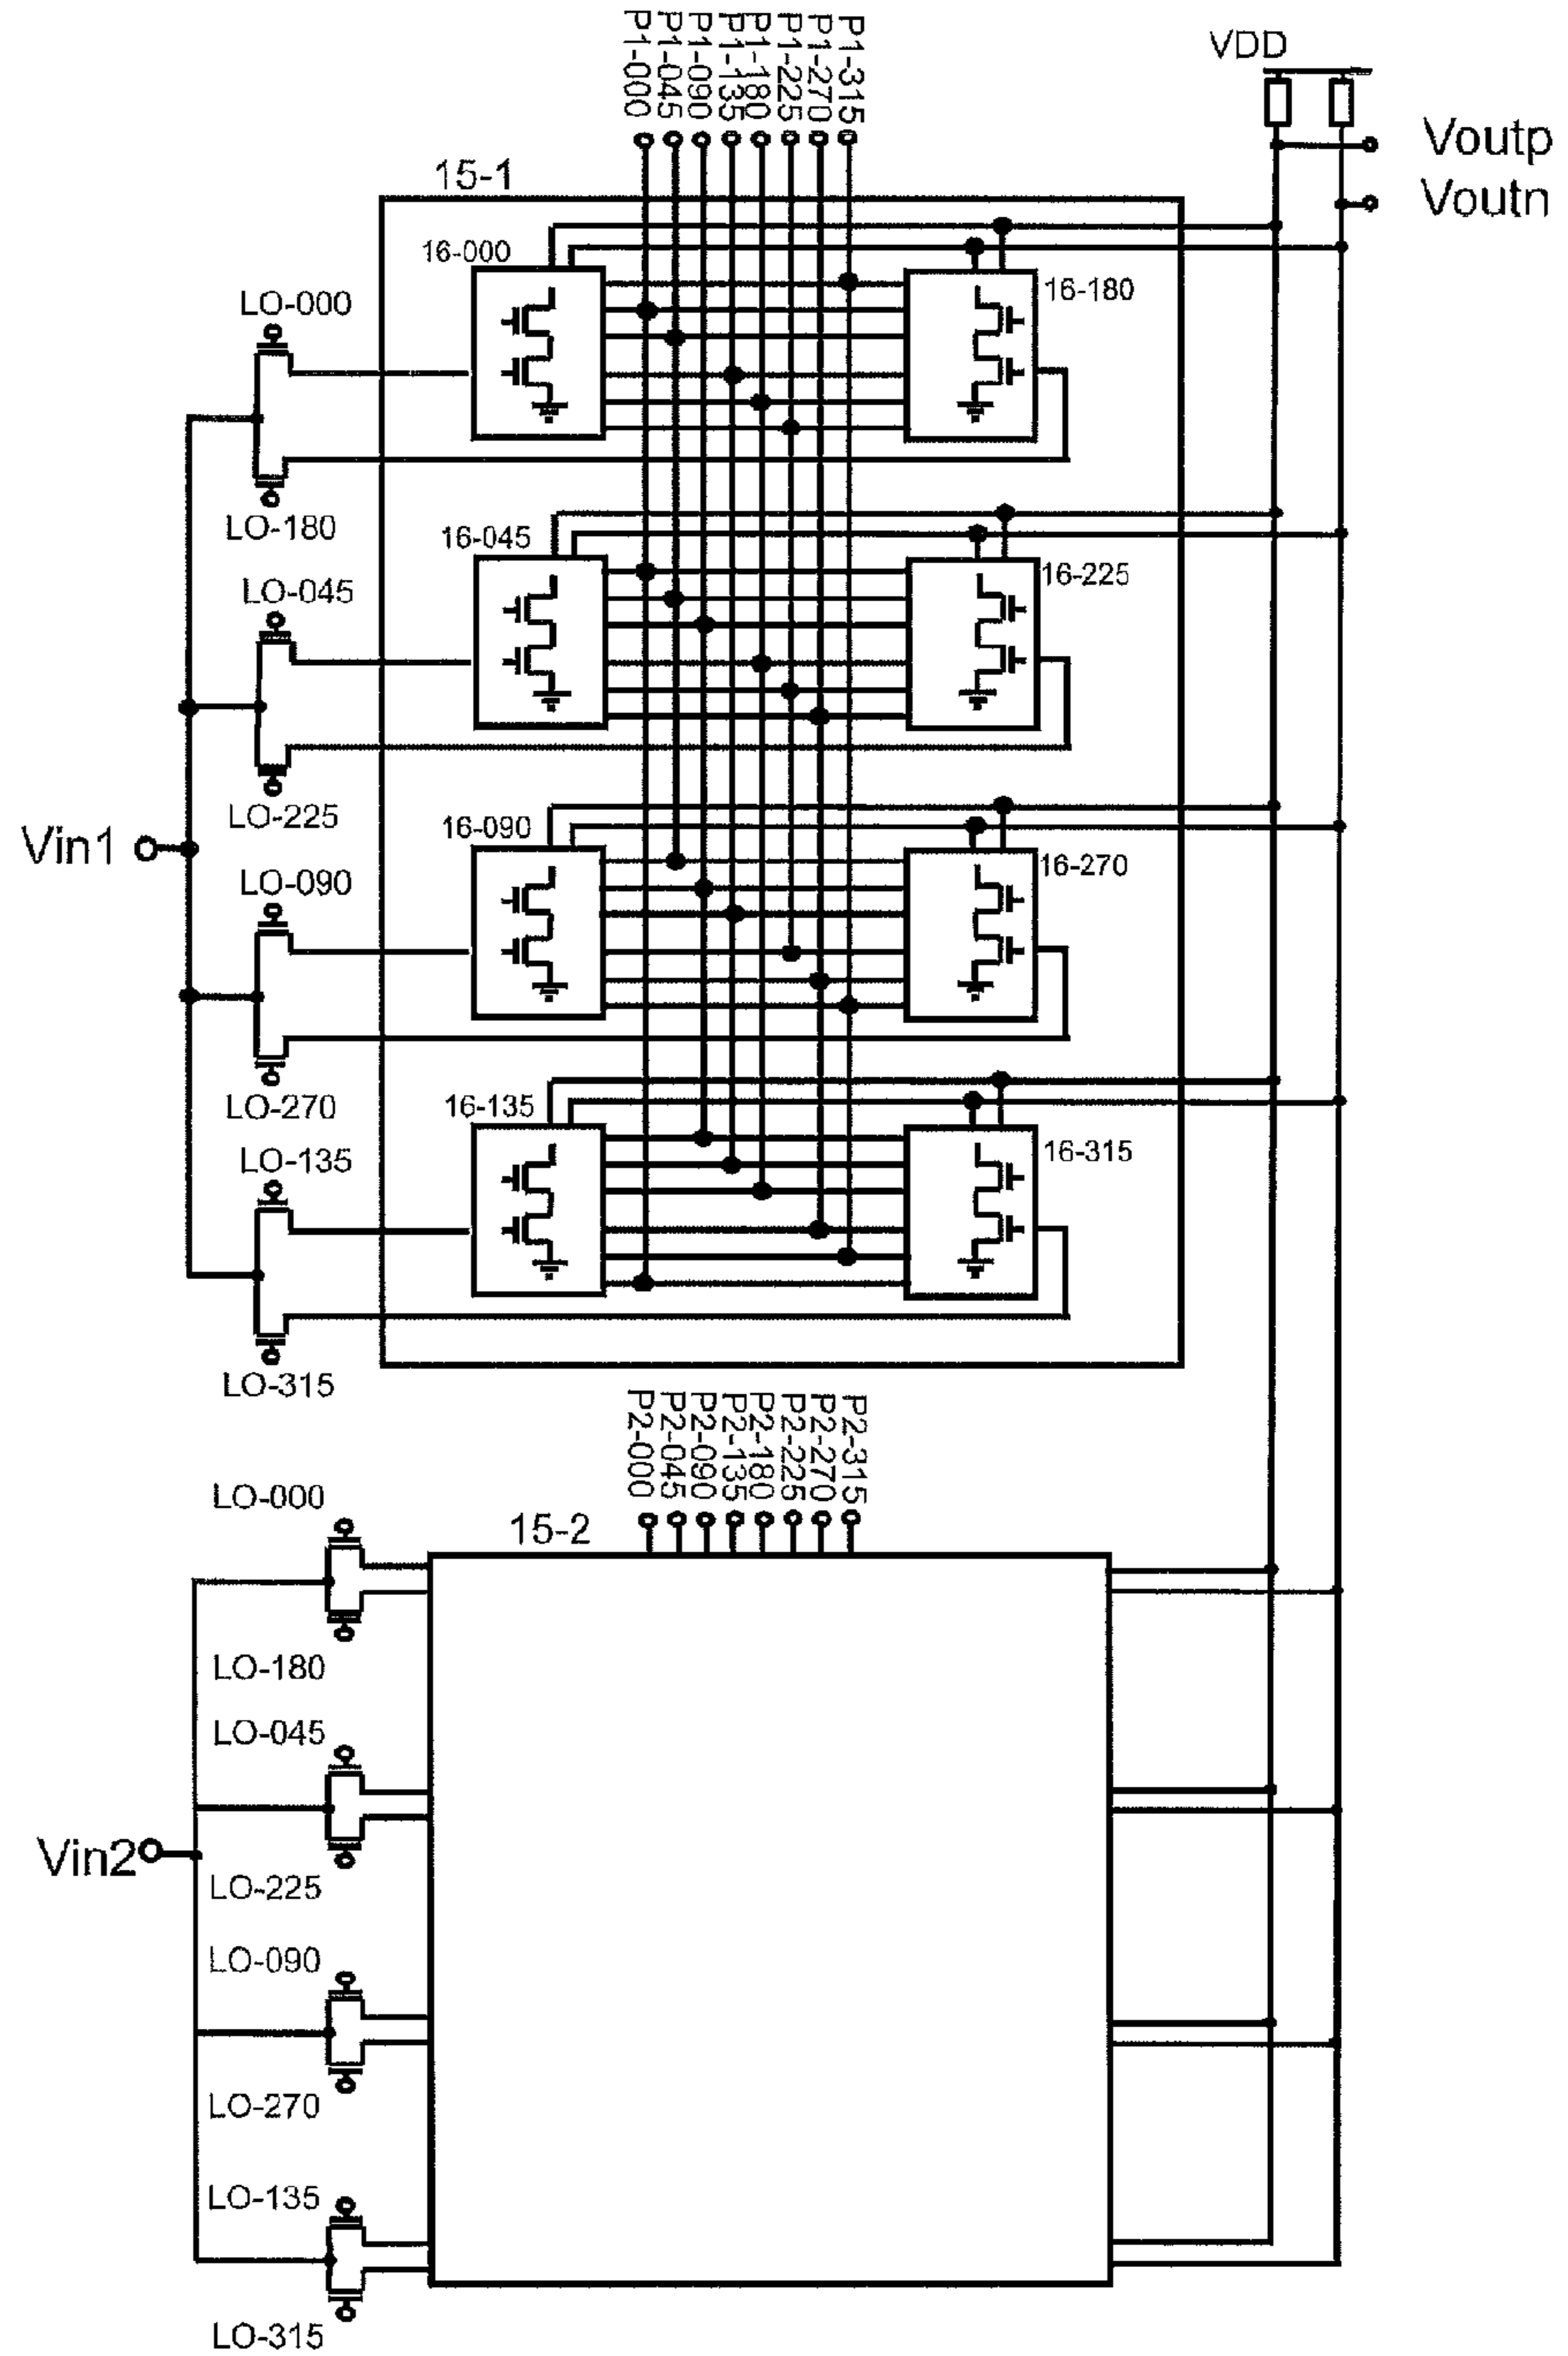 P1-000
P1-045
P1-090
P1-135
P1-180
P1-225
P1-270
P1-315
VDD
Voutp
Voutn
15-1
16-000
16-180
LO-000
LO-180
16-045
16-225
LO-045
LO-225
Vin1
16-090
16-270
LO-090
LO-270
16-135
16-315
LO-135
LO-315
P2-000
P2-045
P2-090
P2-135
P2-180
P2-225
P2-270
P2-315
15-2
LO-000
LO-180
LO-045
Vin2
LO-225
LO-090
LO-270
LO-135
LO-315